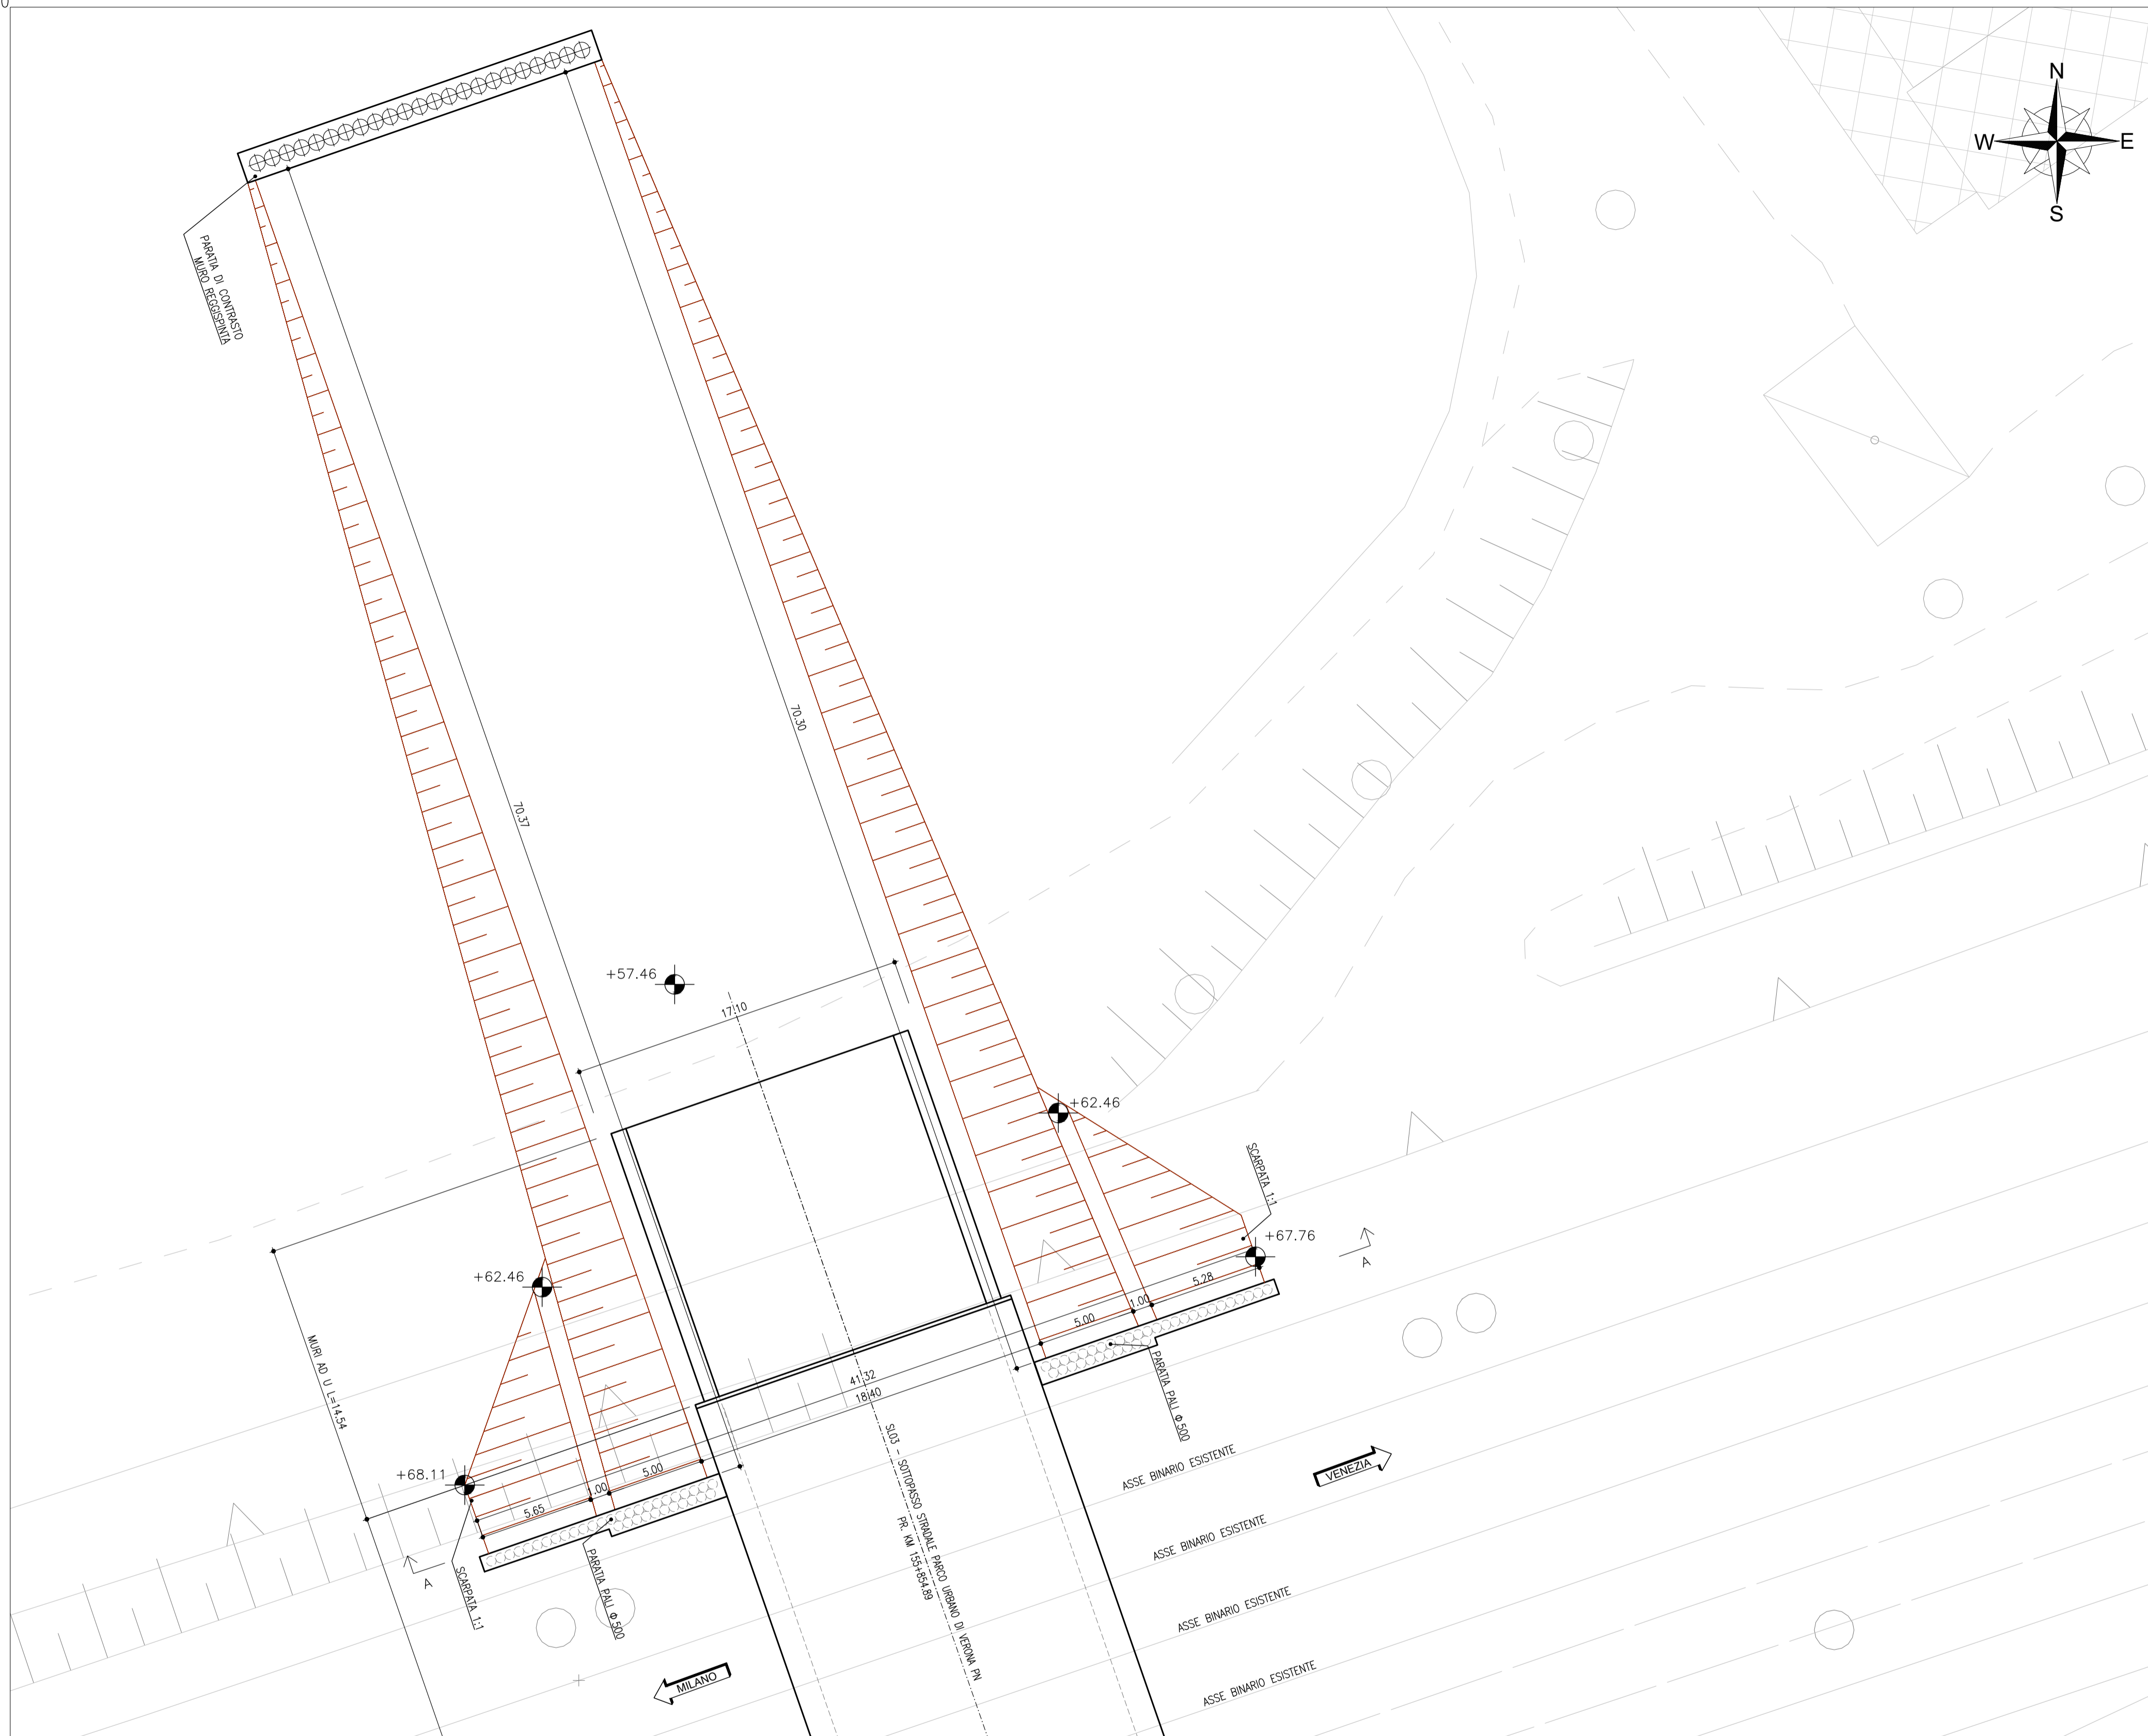 0
N
W
E
S
PARATIA DI CONTRASTO
MURO REGGISPINTA
70.30
70.37
+57.46
17.10
+62.46
SCARPATA 1:1
+67.76
A
5.28
1.00
5.00
+62.46
MURI AD U L=14.54
41.32
18.40
PARATIA PALI Φ500
+68.11
5.00
1.00
5.65
A
SCARPATA 1:1
PARATIA PALI Φ500
SL03 - SOTTOPASSO STRADALE PARCO URBANO DI VERONA PN
PR. KM 155+854.89
ASSE BINARIO ESISTENTE
VENEZIA
ASSE BINARIO ESISTENTE
ASSE BINARIO ESISTENTE
MILANO
ASSE BINARIO ESISTENTE